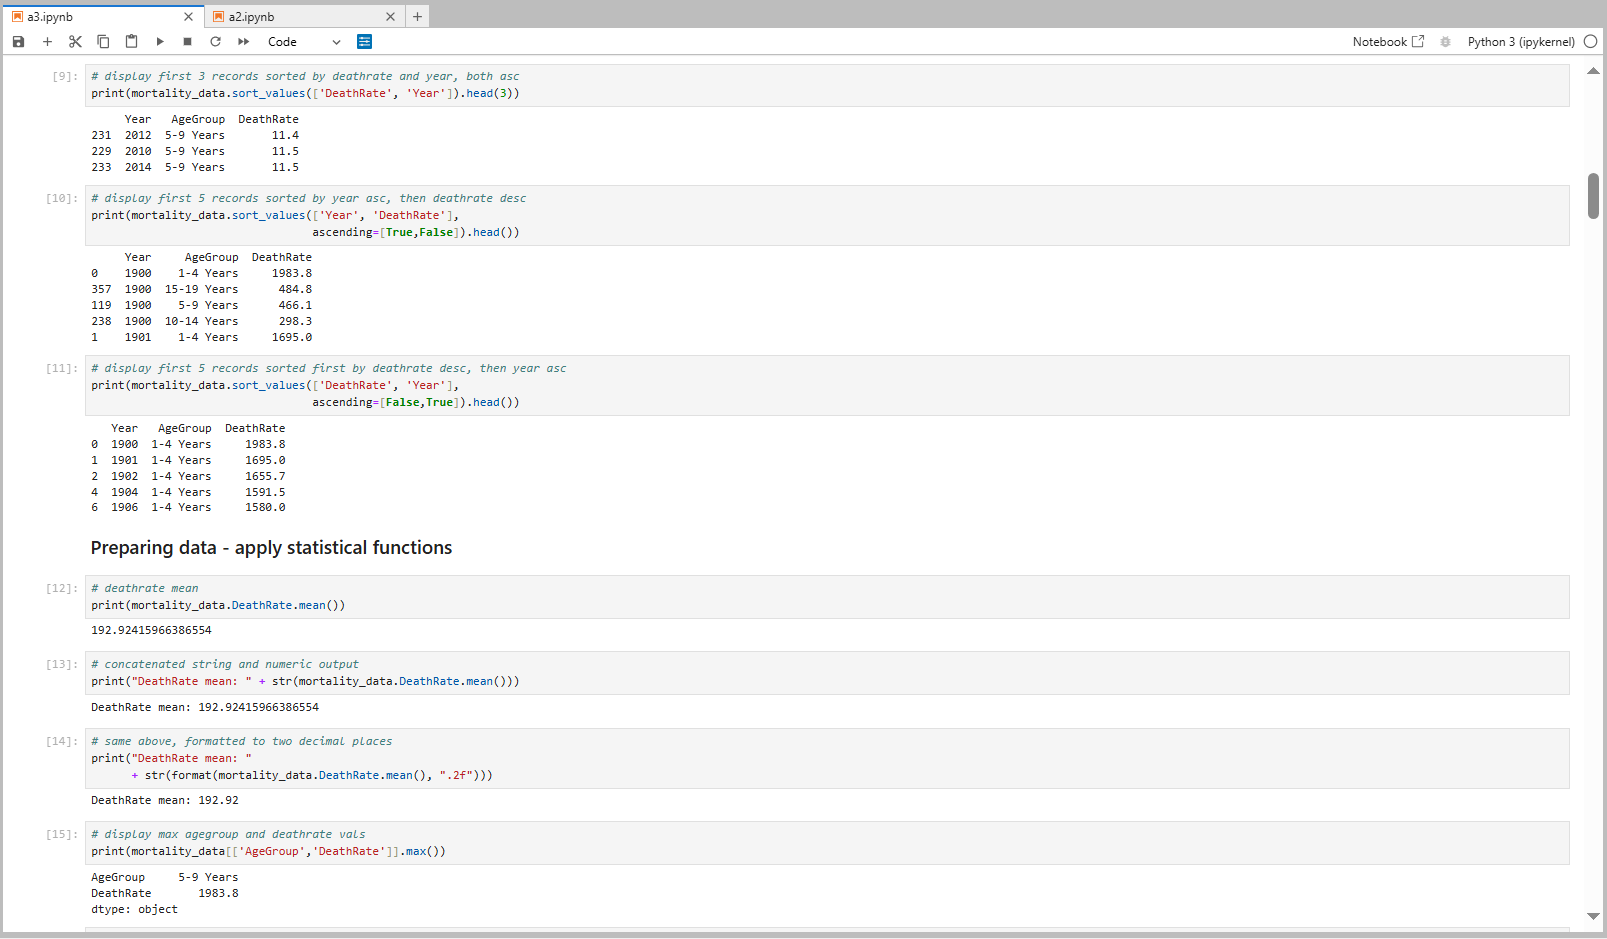 a3.ipynb
a2.ipynb
Code
Notebook
Python 3 (ipykernel)
[9]:
# display first 3 records sorted by deathrate and year, both asc
print(mortality_data.sort_values(['DeathRate', 'Year']).head(3))
Year AgeGroup DeathRate
231 2012 5-9 Years 11.4
229 2010 5-9 Years 11.5
233 2014 5-9 Years 11.5
[10]:
# display first 5 records sorted by year asc, then deathrate desc
print(mortality_data.sort_values(['Year', 'DeathRate'],
ascending=[True,False]).head())
Year AgeGroup DeathRate
0 1900 1-4 Years 1983.8
357 1900 15-19 Years 484.8
119 1900 5-9 Years 466.1
238 1900 10-14 Years 298.3
1 1901 1-4 Years 1695.0
[11]:
# display first 5 records sorted first by deathrate desc, then year asc
print(mortality_data.sort_values(['DeathRate', 'Year'],
ascending=[False,True]).head())
Year AgeGroup DeathRate
0 1900 1-4 Years 1983.8
1 1901 1-4 Years 1695.0
2 1902 1-4 Years 1655.7
4 1904 1-4 Years 1591.5
6 1906 1-4 Years 1580.0
Preparing data - apply statistical functions
[12]:
# deathrate mean
print(mortality_data.DeathRate.mean())
192.92415966386554
[13]:
# concatenated string and numeric output
print("DeathRate mean: " + str(mortality_data.DeathRate.mean()))
DeathRate mean: 192.92415966386554
[14]:
# same above, formatted to two decimal places
print("DeathRate mean: "
+ str(format(mortality_data.DeathRate.mean(), ".2f")))
DeathRate mean: 192.92
[15]:
# display max agegroup and deathrate vals
print(mortality_data[['AgeGroup','DeathRate']].max())
AgeGroup 5-9 Years
DeathRate 1983.8
dtype: object